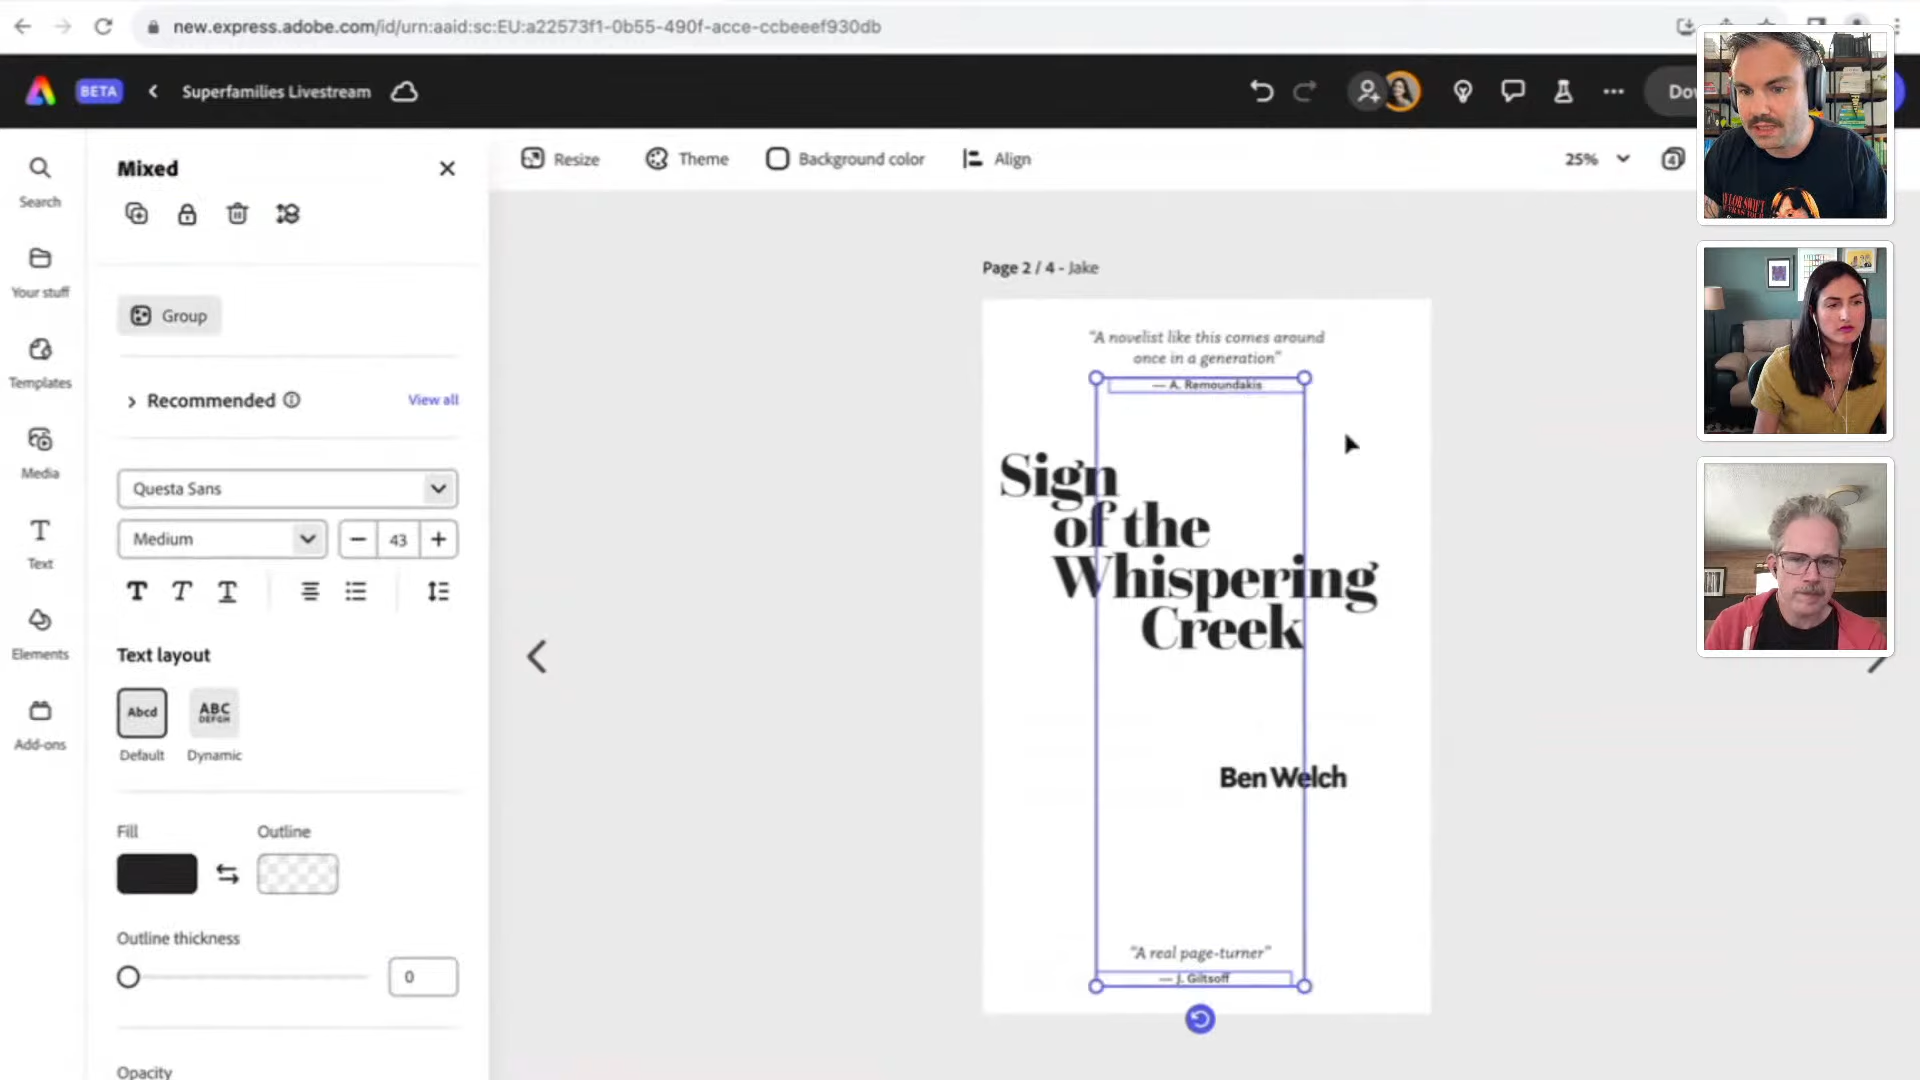 new.express.adobe.com/id/urn:aaid:sc:EU:a22573f1-0b55-490f-acce-ccbeeef930db
BETA
Superfamilies Livestream
Dow
Mixed
Resize
Theme
Background color
Align
25%
4
Search
Your stuff
Templates
Media
Text
Elements
Add-ons
Group
Recommended
View all
Questa Sans
Medium
43
Text layout
Abcd
ABC
DEFGH
Default
Dynamic
Fill
Outline
Outline thickness
0
Opacity
Page 2 / 4 - Jake
“A novelist like this comes around
once in a generation”
— A. Remoundakis
Sign
of the
Whispering
Creek
Ben Welch
“A real page-turner”
— J. Giltsoff